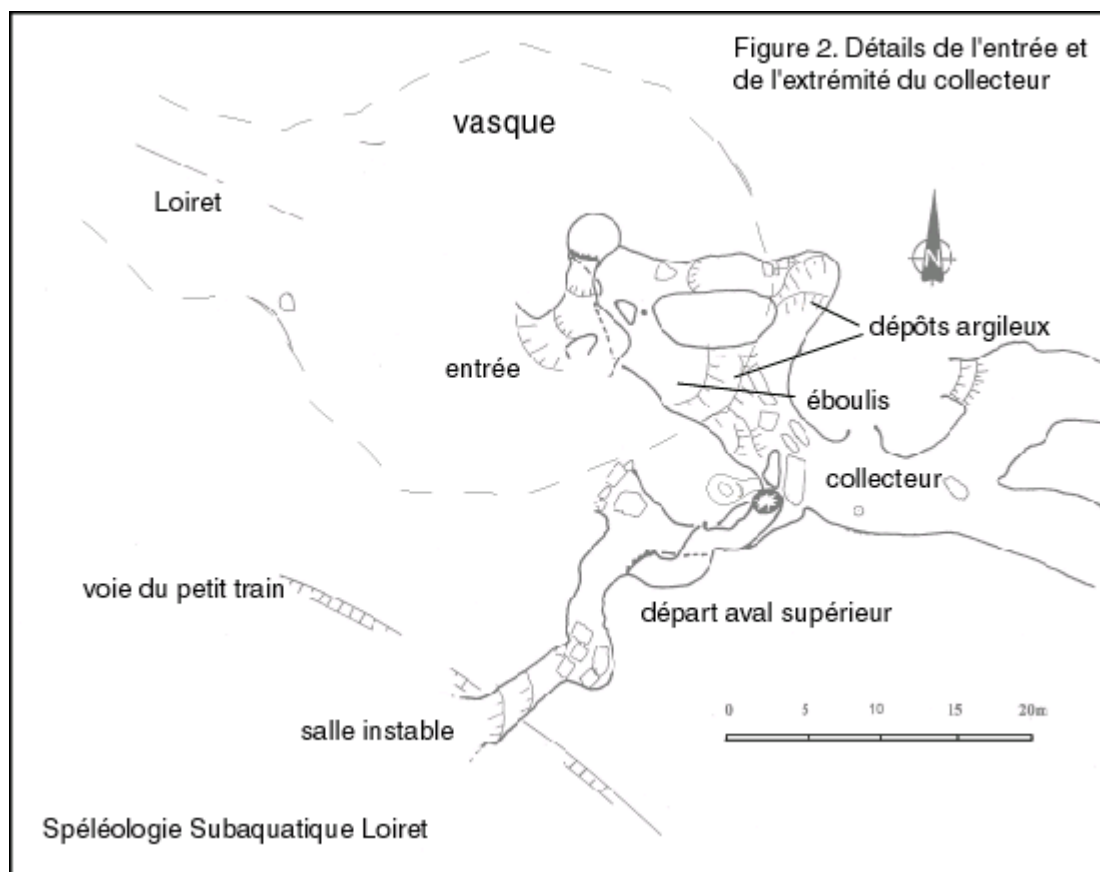 Figure 2. Détails de l'entrée et
de l'extrémité du collecteur
vasque
Loiret
N
dépôts argileux
entrée
éboulis
collecteur
voie du petit train
départ aval supérieur
salle instable
0 5 10 15 20m
Spéléologie Subaquatique Loiret